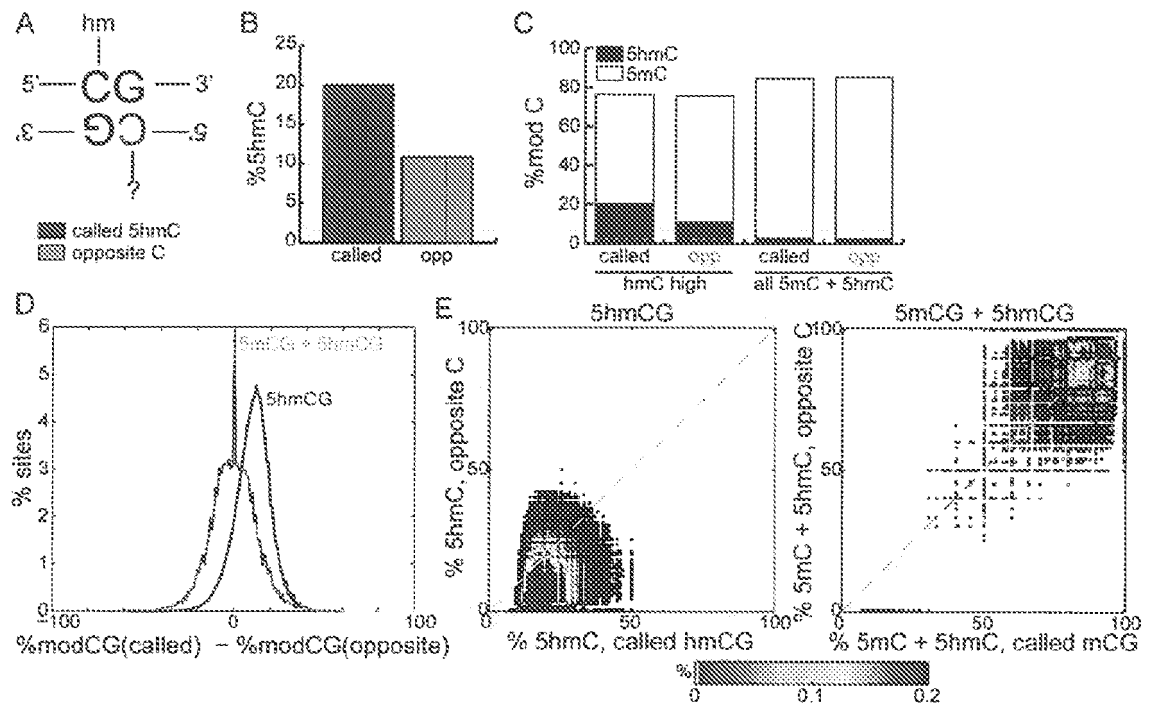 A
hm
5' CG 3'
3' GC 5'
?
called 5hmC
opposite C
B
25
20
15
10
5
0
%5hmC
called opp
C
100
80
60
40
20
0
%mod C
5hmC
5mC
called opp called opp
hmC high all 5mC + 5hmC
D
6
5
4
3
2
1
0
% sites
5mCG + 5hmCG
5hmCG
-100 0 100
%modCG(called) - %modCG(opposite)
E
5hmCG
100
50
0
% 5hmC, opposite C
0 50 100
% 5hmC, called hmCG
5mCG + 5hmCG
100
50
0
% 5mC + 5hmC, opposite C
0 50 100
% 5mC + 5hmC, called mCG
%
0 0.1 0.2